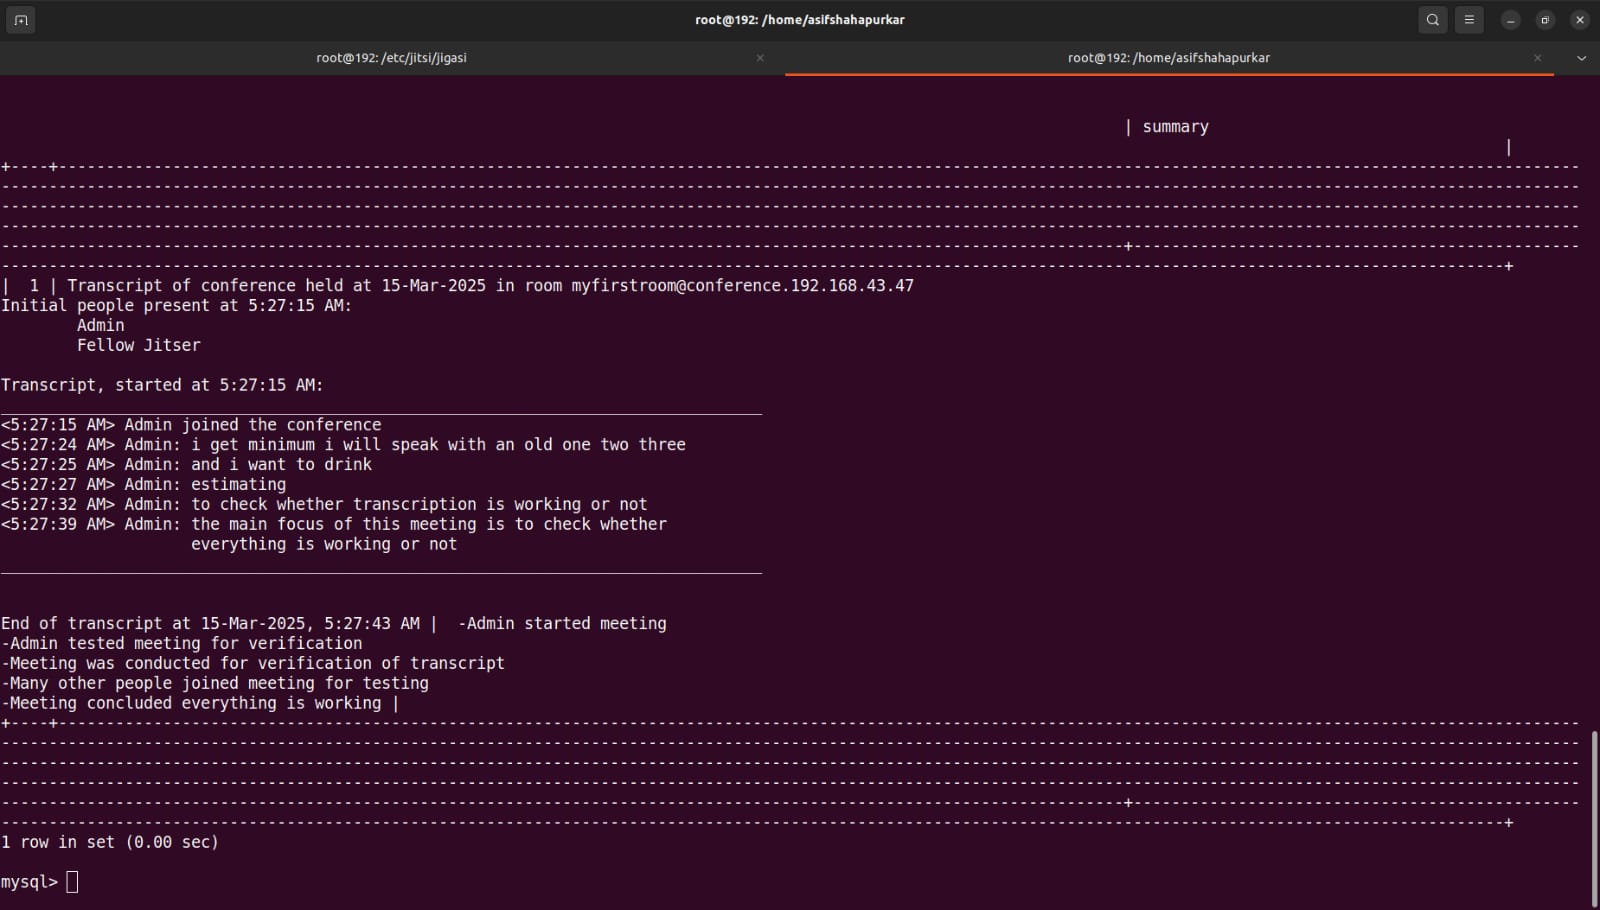 root@192: /home/asifshahapurkar
root@192: /etc/jitsi/jigasi
root@192: /home/asifshahapurkar
| summary
|
+----+----------------------------------------------------------------------------------------------------------------------------------------------------------------
----------------------------------------------------------------------------------------------------------------------------------------------------------------------
----------------------------------------------------------------------------------------------------------------------------------------------------------------------
----------------------------------------------------------------------------------------------------------------------------------------------------------------------
----------------------------------------------------------------------------------------------------------------------+-----------------------------------------------
--------------------------------------------------------------------------------------------------------------------------------------------------------------+
|  1 | Transcript of conference held at 15-Mar-2025 in room myfirstroom@conference.192.168.43.47
Initial people present at 5:27:15 AM:
        Admin
        Fellow Jitser
Transcript, started at 5:27:15 AM:
________________________________________________________________________________
<5:27:15 AM> Admin joined the conference
<5:27:24 AM> Admin: i get minimum i will speak with an old one two three
<5:27:25 AM> Admin: and i want to drink
<5:27:27 AM> Admin: estimating
<5:27:32 AM> Admin: to check whether transcription is working or not
<5:27:39 AM> Admin: the main focus of this meeting is to check whether
                    everything is working or not
________________________________________________________________________________
End of transcript at 15-Mar-2025, 5:27:43 AM |  -Admin started meeting
-Admin tested meeting for verification
-Meeting was conducted for verification of transcript
-Many other people joined meeting for testing
-Meeting concluded everything is working |
+----+----------------------------------------------------------------------------------------------------------------------------------------------------------------
----------------------------------------------------------------------------------------------------------------------------------------------------------------------
----------------------------------------------------------------------------------------------------------------------------------------------------------------------
----------------------------------------------------------------------------------------------------------------------------------------------------------------------
----------------------------------------------------------------------------------------------------------------------+-----------------------------------------------
--------------------------------------------------------------------------------------------------------------------------------------------------------------+
1 row in set (0.00 sec)
mysql>